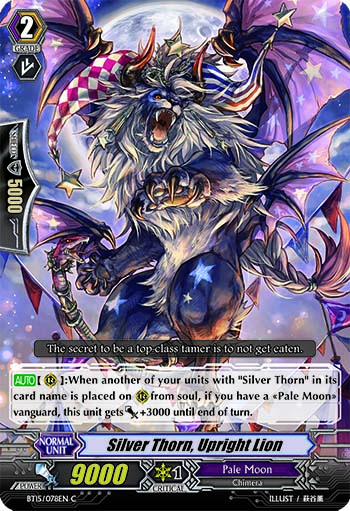 2
GRADE
5000
The secret to be a top-class tamer is to not get eaten.
AUTO [ ]:When another of your units with "Silver Thorn" in its
card name is placed on from soul, if you have a «Pale Moon»
vanguard, this unit gets +3000 until end of turn.
NORMAL UNIT
Silver Thorn, Upright Lion
POWER 9000 1 CRITICAL
Pale Moon
Chimera
BT15/078EN C
ILLUST / 萩谷薫